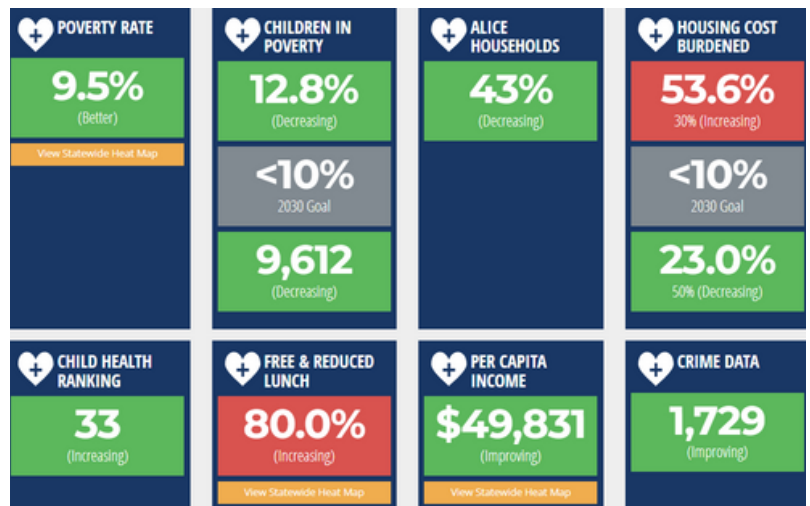 POVERTY RATE
9.5%
(Better)
View Statewide Heat Map
CHILDREN IN
POVERTY
12.8%
(Decreasing)
<10%
2030 Goal
9,612
(Decreasing)
ALICE
HOUSEHOLDS
43%
(Decreasing)
HOUSING COST
BURDENED
53.6%
30% (Increasing)
<10%
2030 Goal
23.0%
50% (Decreasing)
CHILD HEALTH
RANKING
33
(Increasing)
FREE & REDUCED
LUNCH
80.0%
(Increasing)
View Statewide Heat Map
PER CAPITA
INCOME
$49,831
(Improving)
View Statewide Heat Map
CRIME DATA
1,729
(Improving)